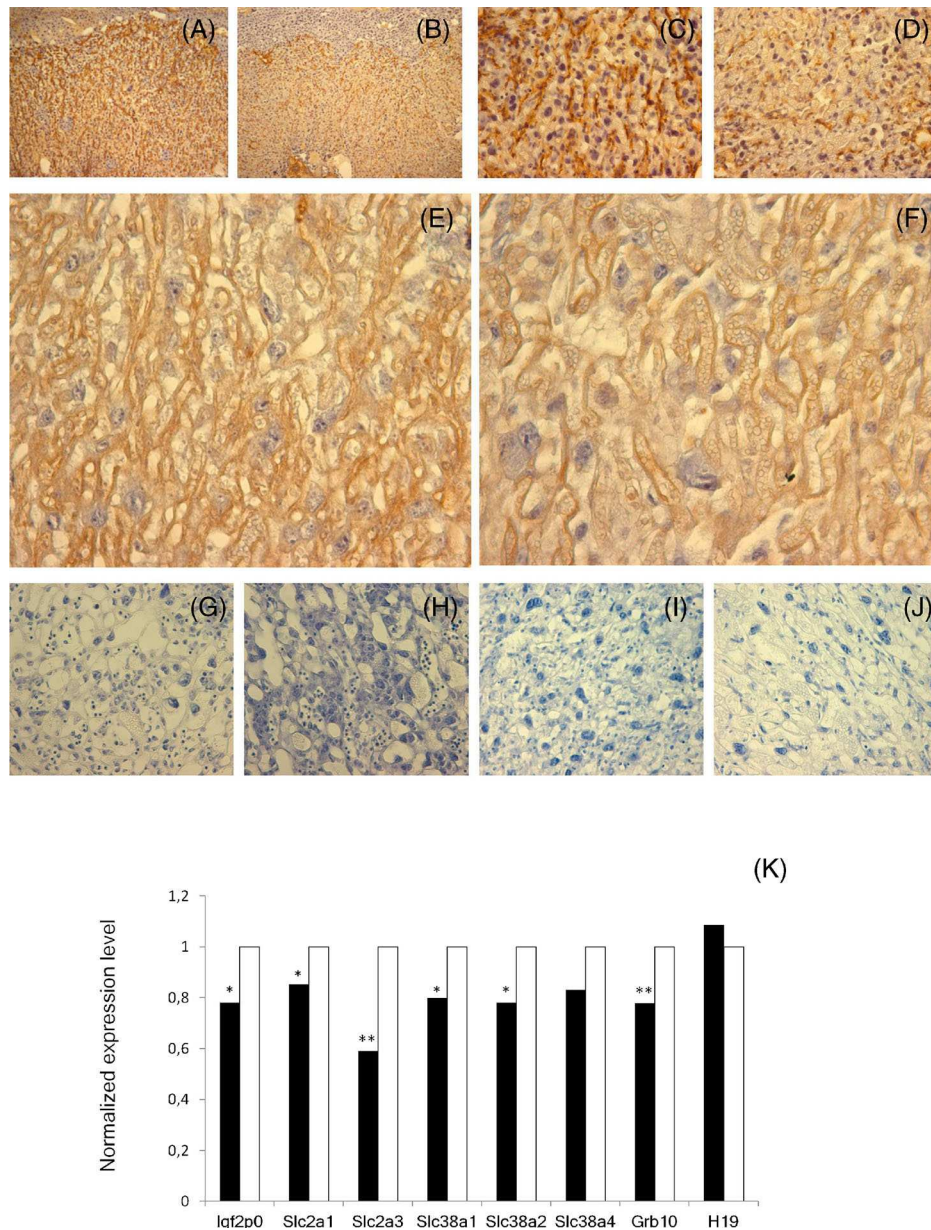 (A) (B) (C) (D)
(E) (F)
(G) (H) (I) (J)
(K)
Normalized expression level
1,2
1
0,8
0,6
0,4
0,2
0
* * ** * * **
Igf2p0 Slc2a1 Slc2a3 Slc38a1 Slc38a2 Slc38a4 Grb10 H19